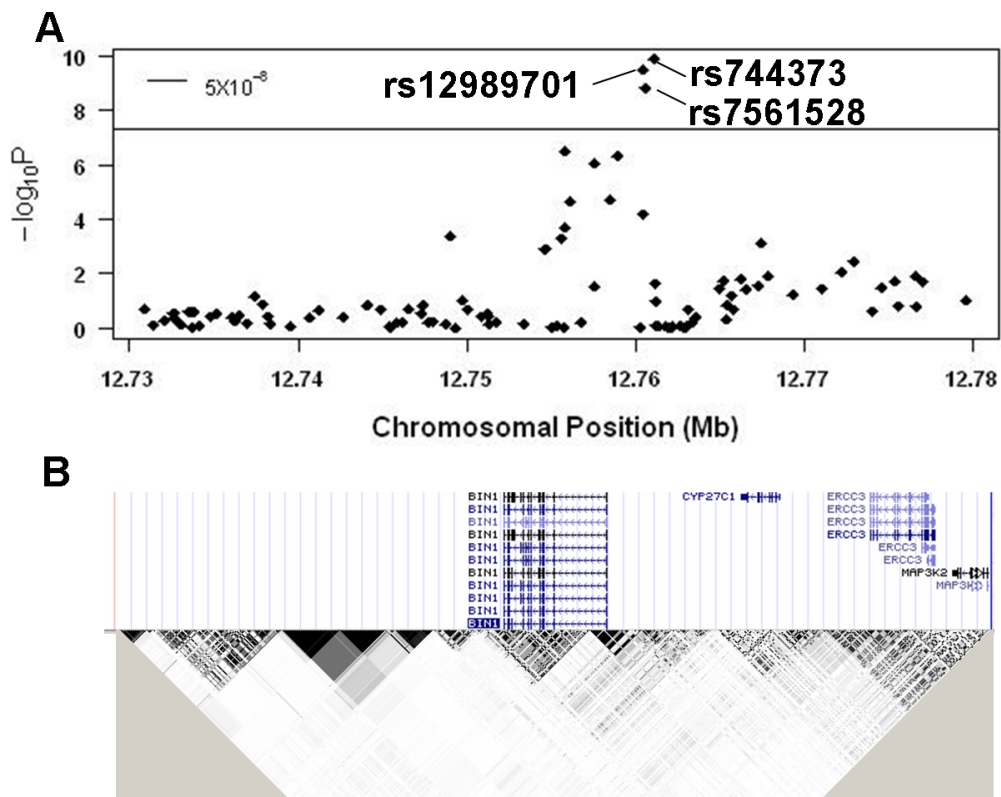 A
10
8
6
4
2
0
−log10P
5X10⁻⁸
rs12989701
rs744373
rs7561528
12.73 12.74 12.75 12.76 12.77 12.78
Chromosomal Position (Mb)
B
BIN1 CYP27C1 ERCC3
BIN1 ERCC3
BIN1 ERCC3
BIN1 ERCC3
BIN1 ERCC3
BIN1 ERCC3
BIN1 MAP3K2
BIN1
BIN1
BIN1
BIN1